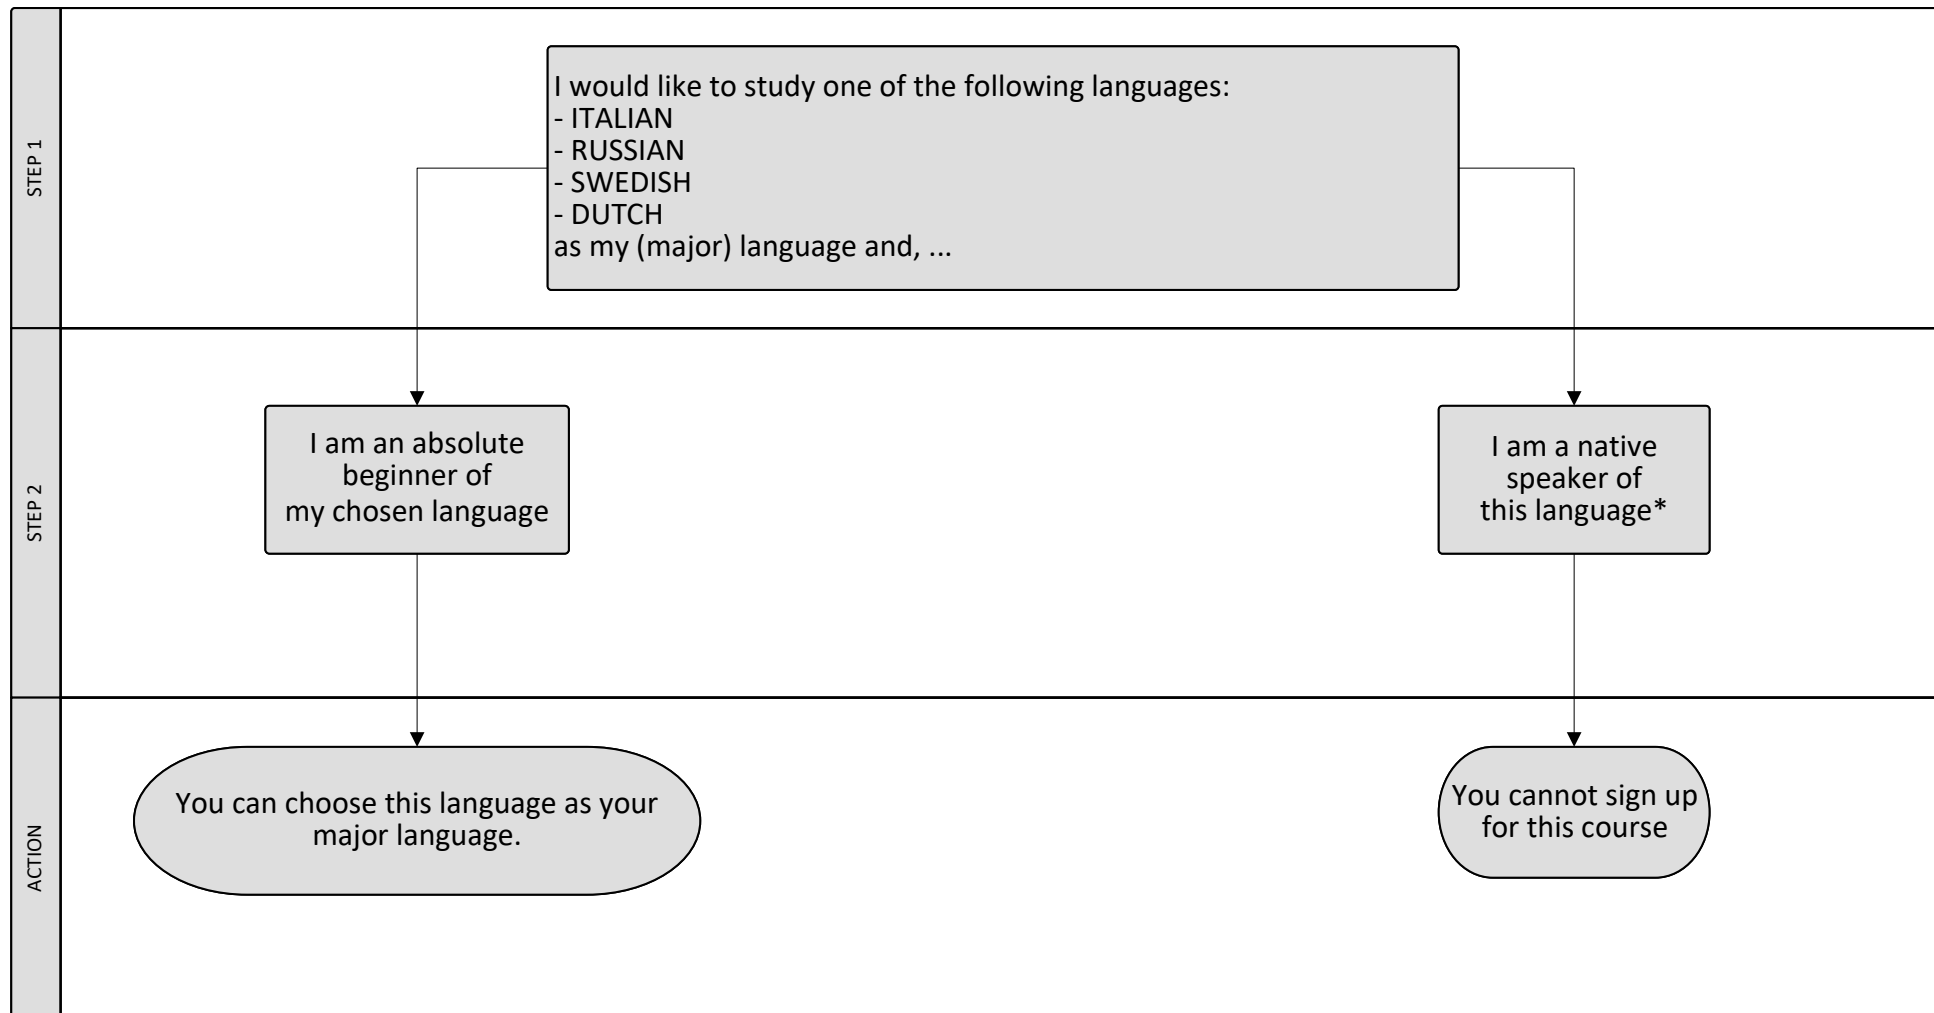 STEP 1
I would like to study one of the following languages:
- ITALIAN
- RUSSIAN
- SWEDISH
- DUTCH
as my (major) language and, ...
STEP 2
I am an absolute
beginner of
my chosen language
I am a native
speaker of
this language*
ACTION
You can choose this language as your
major language.
You cannot sign up
for this course